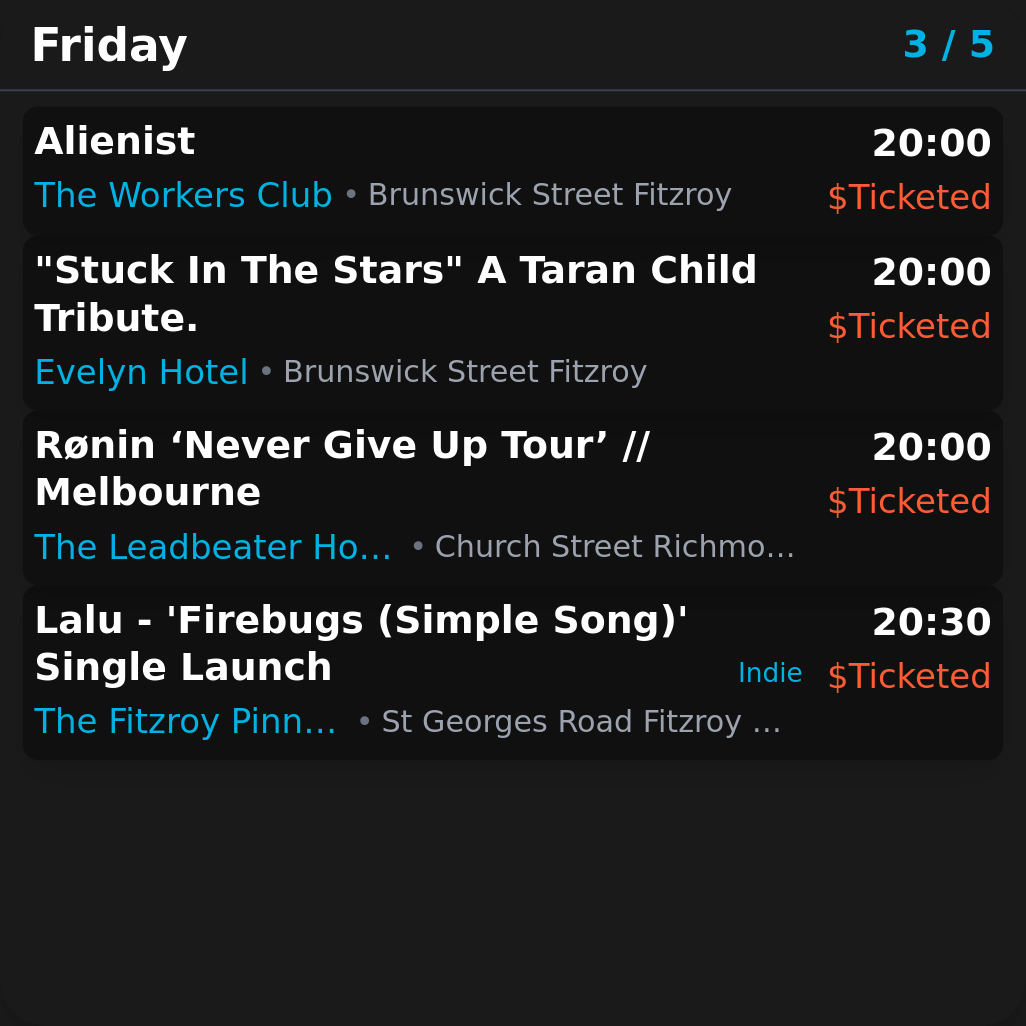 Friday 3 / 5
Alienist 20:00
The Workers Club • Brunswick Street Fitzroy $Ticketed
"Stuck In The Stars" A Taran Child 20:00
Tribute. $Ticketed
Evelyn Hotel • Brunswick Street Fitzroy
Rønin ‘Never Give Up Tour’ // 20:00
Melbourne $Ticketed
The Leadbeater Ho... • Church Street Richmo...
Lalu - 'Firebugs (Simple Song)' 20:30
Single Launch Indie $Ticketed
The Fitzroy Pinn... • St Georges Road Fitzroy ...